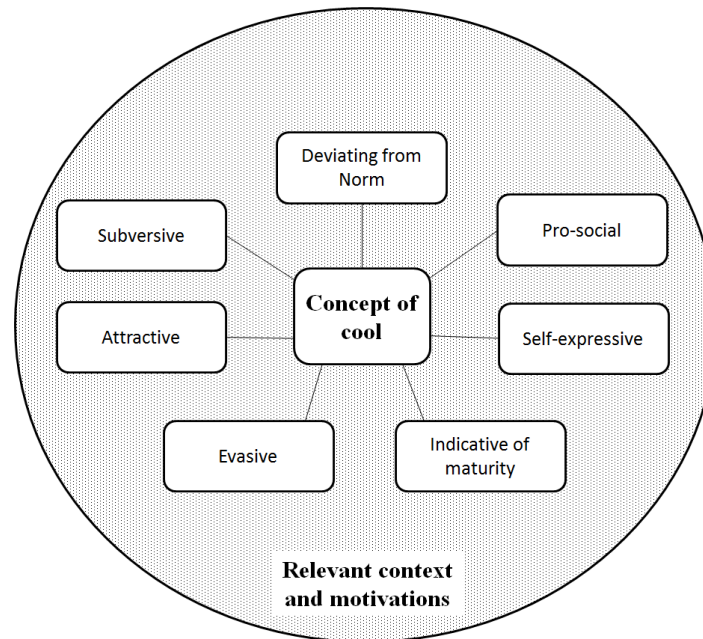 Deviating from
Norm
Subversive
Pro-social
Concept of
cool
Attractive
Self-expressive
Evasive
Indicative of
maturity
Relevant context
and motivations